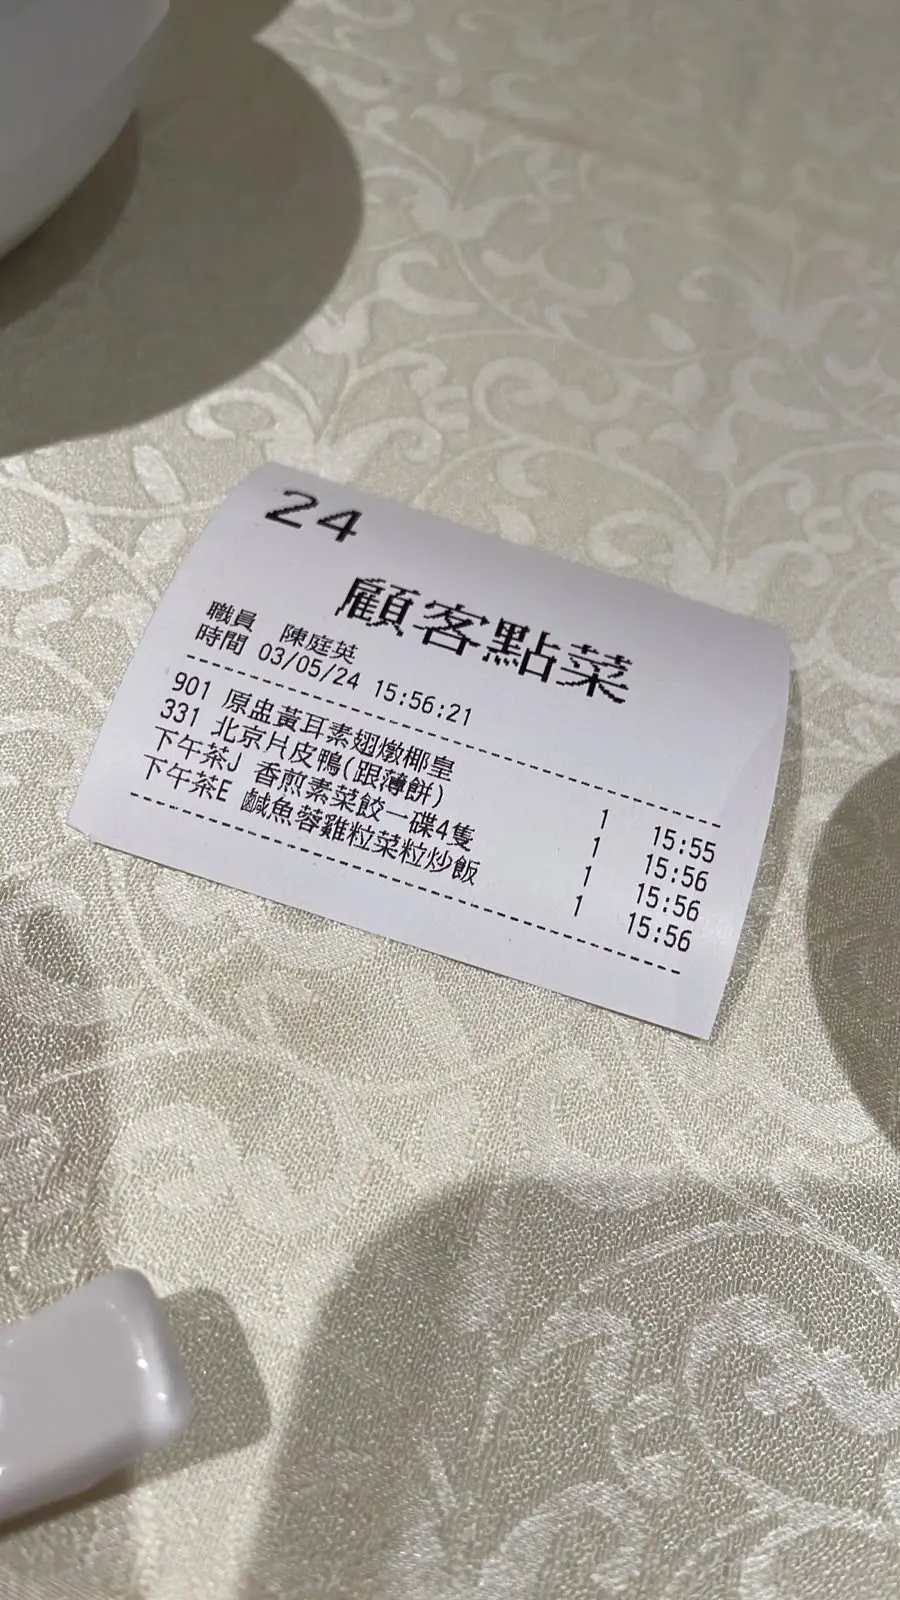 24
顧客點菜
職員 陳庭英
時間 03/05/24 15:56:21
901 原盅黃耳素翅燉椰皇 1 15:55
331 北京片皮鴨(跟薄餅) 1 15:56
下午茶J 香煎素菜餃一碟4隻 1 15:56
下午茶E 鹹魚蓉雞粒菜粒炒飯 1 15:56